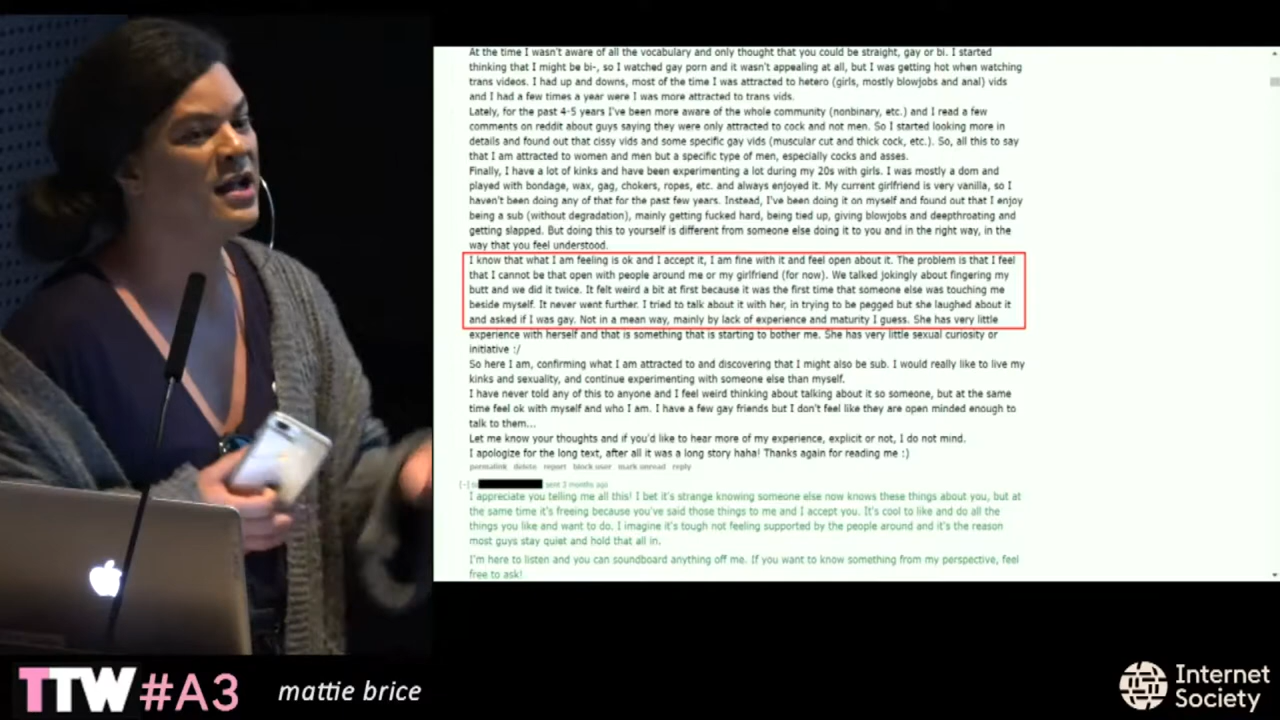 At the time I wasn't aware of all the vocabulary and only thought that you could be straight, gay or bi. I started
thinking that I might be bi-, so I watched gay porn and it wasn't appealing at all, but I was getting hot when watching
trans videos. I had up and downs, most of the time I was attracted to hetero (girls, mostly blowjobs and anal) vids
and I had a few times a year were I was more attracted to trans vids.
Lately, for the past 4-5 years I've been more aware of the whole community (nonbinary, etc.) and I read a few
comments on reddit about guys saying they were only attracted to cock and not men. So I started looking more in
details and found out that cissy vids and some specific gay vids (muscular cut and thick cock, etc.). So, all this to say
that I am attracted to women and men but a specific type of men, especially cocks and asses.
Finally, I have a lot of kinks and have been experimenting a lot during my 20s with girls. I was mostly a dom and
played with bondage, wax, gag, chokers, ropes, etc. and always enjoyed it. My current girlfriend is very vanilla, so I
haven't been doing any of that for the past few years. Instead, I've been doing it on myself and found out that I enjoy
being a sub (without degradation), mainly getting fucked hard, being tied up, giving blowjobs and deepthroating and
getting slapped. But doing this to yourself is different from someone else doing it to you and in the right way, in the
way that you feel understood.
I know that what I am feeling is ok and I accept it, I am fine with it and feel open about it. The problem is that I feel
that I cannot be that open with people around me or my girlfriend (for now). We talked jokingly about fingering my
butt and we did it twice. It felt weird a bit at first because it was the first time that someone else was touching me
beside myself. It never went further. I tried to talk about it with her, in trying to be pegged but she laughed about it
and asked if I was gay. Not in a mean way, mainly by lack of experience and maturity I guess. She has very little
experience with herself and that is something that is starting to bother me. She has very little sexual curiosity or
initiative :/
So here I am, confirming what I am attracted to and discovering that I might also be sub. I would really like to live my
kinks and sexuality, and continue experimenting with someone else than myself.
I have never told any of this to anyone and I feel weird thinking about talking about it so someone, but at the same
time feel ok with myself and who I am. I have a few gay friends but I don't feel like they are open minded enough to
talk to them...
Let me know your thoughts and if you'd like to hear more of my experience, explicit or not, I do not mind.
I apologize for the long text, after all it was a long story haha! Thanks again for reading me :)
permalink delete report block user mark unread reply
[-] to sent 3 months ago
I appreciate you telling me all this! I bet it's strange knowing someone else now knows these things about you, but at
the same time it's freeing because you've said those things to me and I accept you. It's cool to like and do all the
things you like and want to do. I imagine it's tough not feeling supported by the people around and it's the reason
most guys stay quiet and hold that all in.
I'm here to listen and you can soundboard anything off me. If you want to know something from my perspective, feel
free to ask!
TTW#A3
mattie brice
Internet
Society